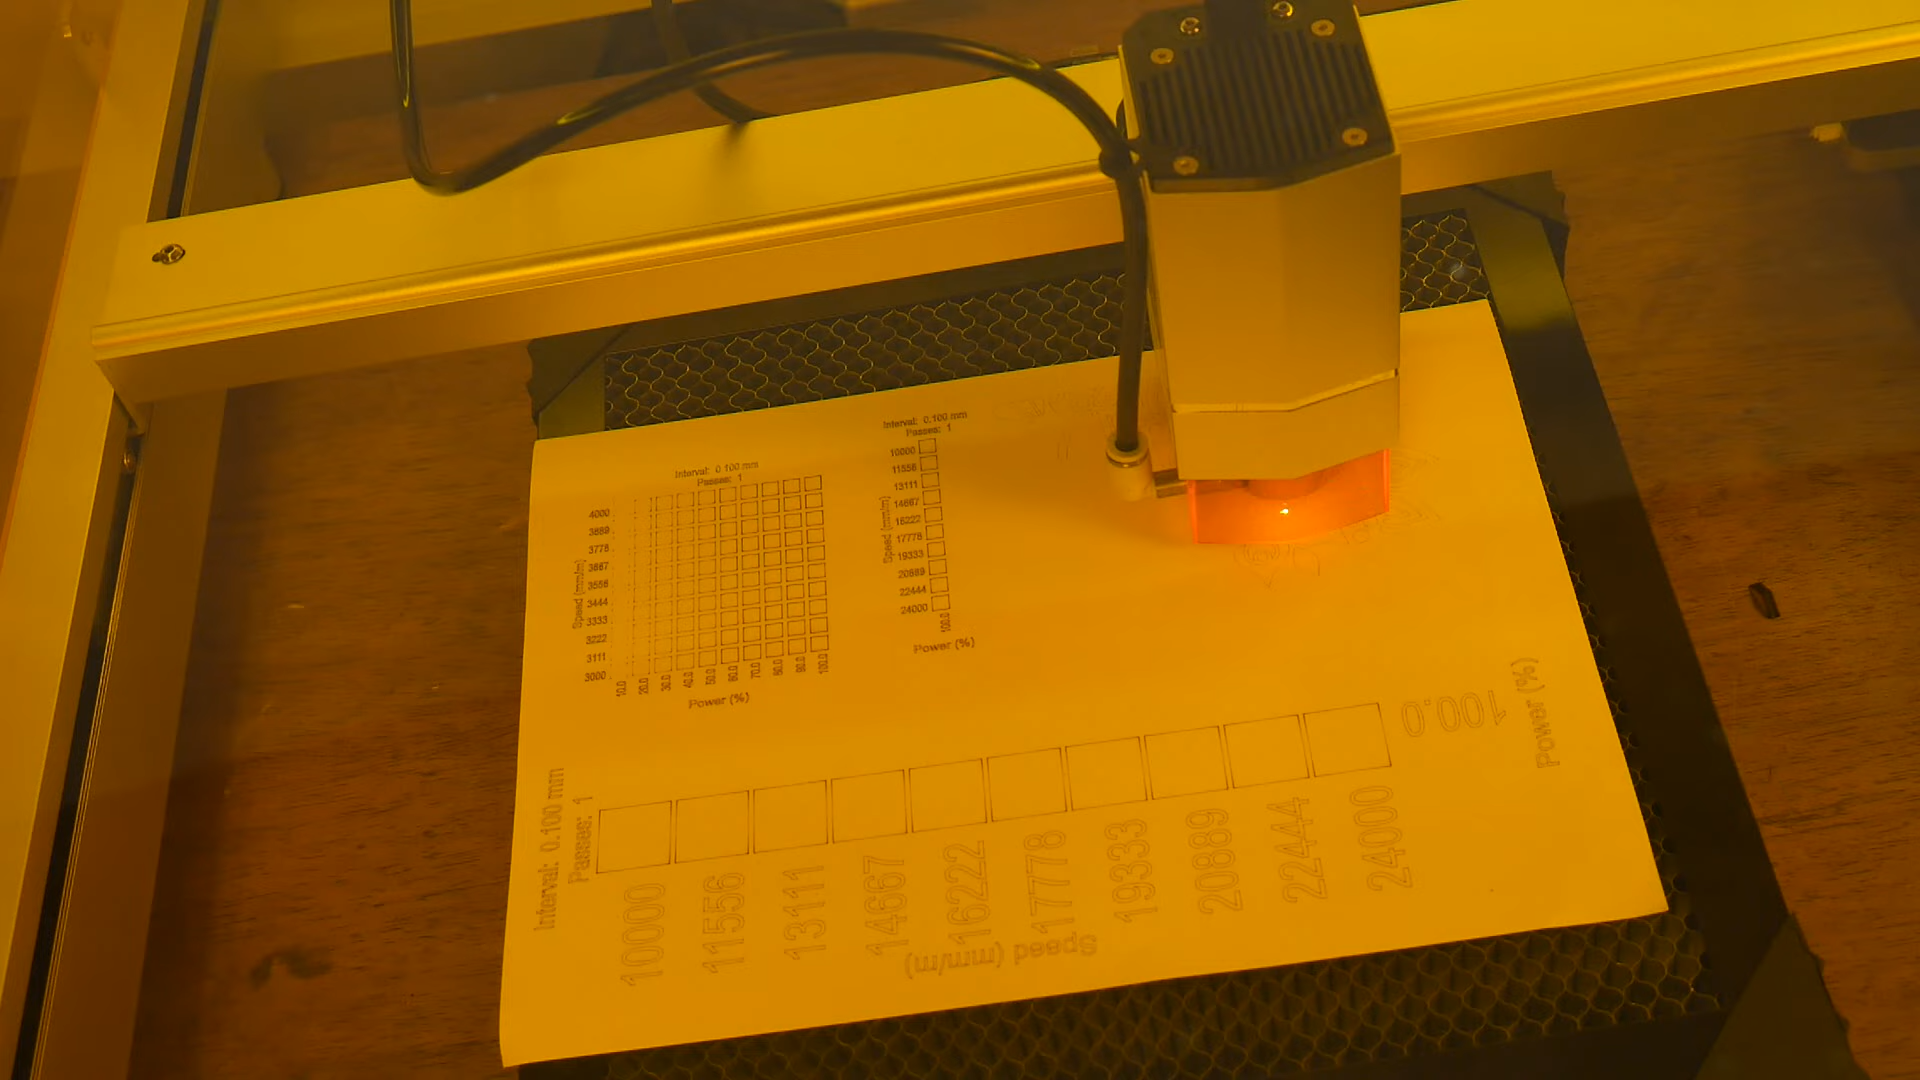 Interval: 0.100 mm
Passes: 1
4000
3889
3778
3667
3556
3444
3333
3222
3111
3000
Speed (mm/m)
10.0 20.0 30.0 40.0 50.0 60.0 70.0 80.0 90.0 100.0
Power (%)
Interval: 0.100 mm
Passes: 1
10000
11556
13111
14667
16222
17778
19333
20889
22444
24000
Speed (mm/m)
100.0
Power (%)
Interval: 0.100 mm
Passes: 1
10000
11556
13111
14667
16222
17778
19333
20889
22444
24000
Speed (mm/m)
100.0
Power (%)